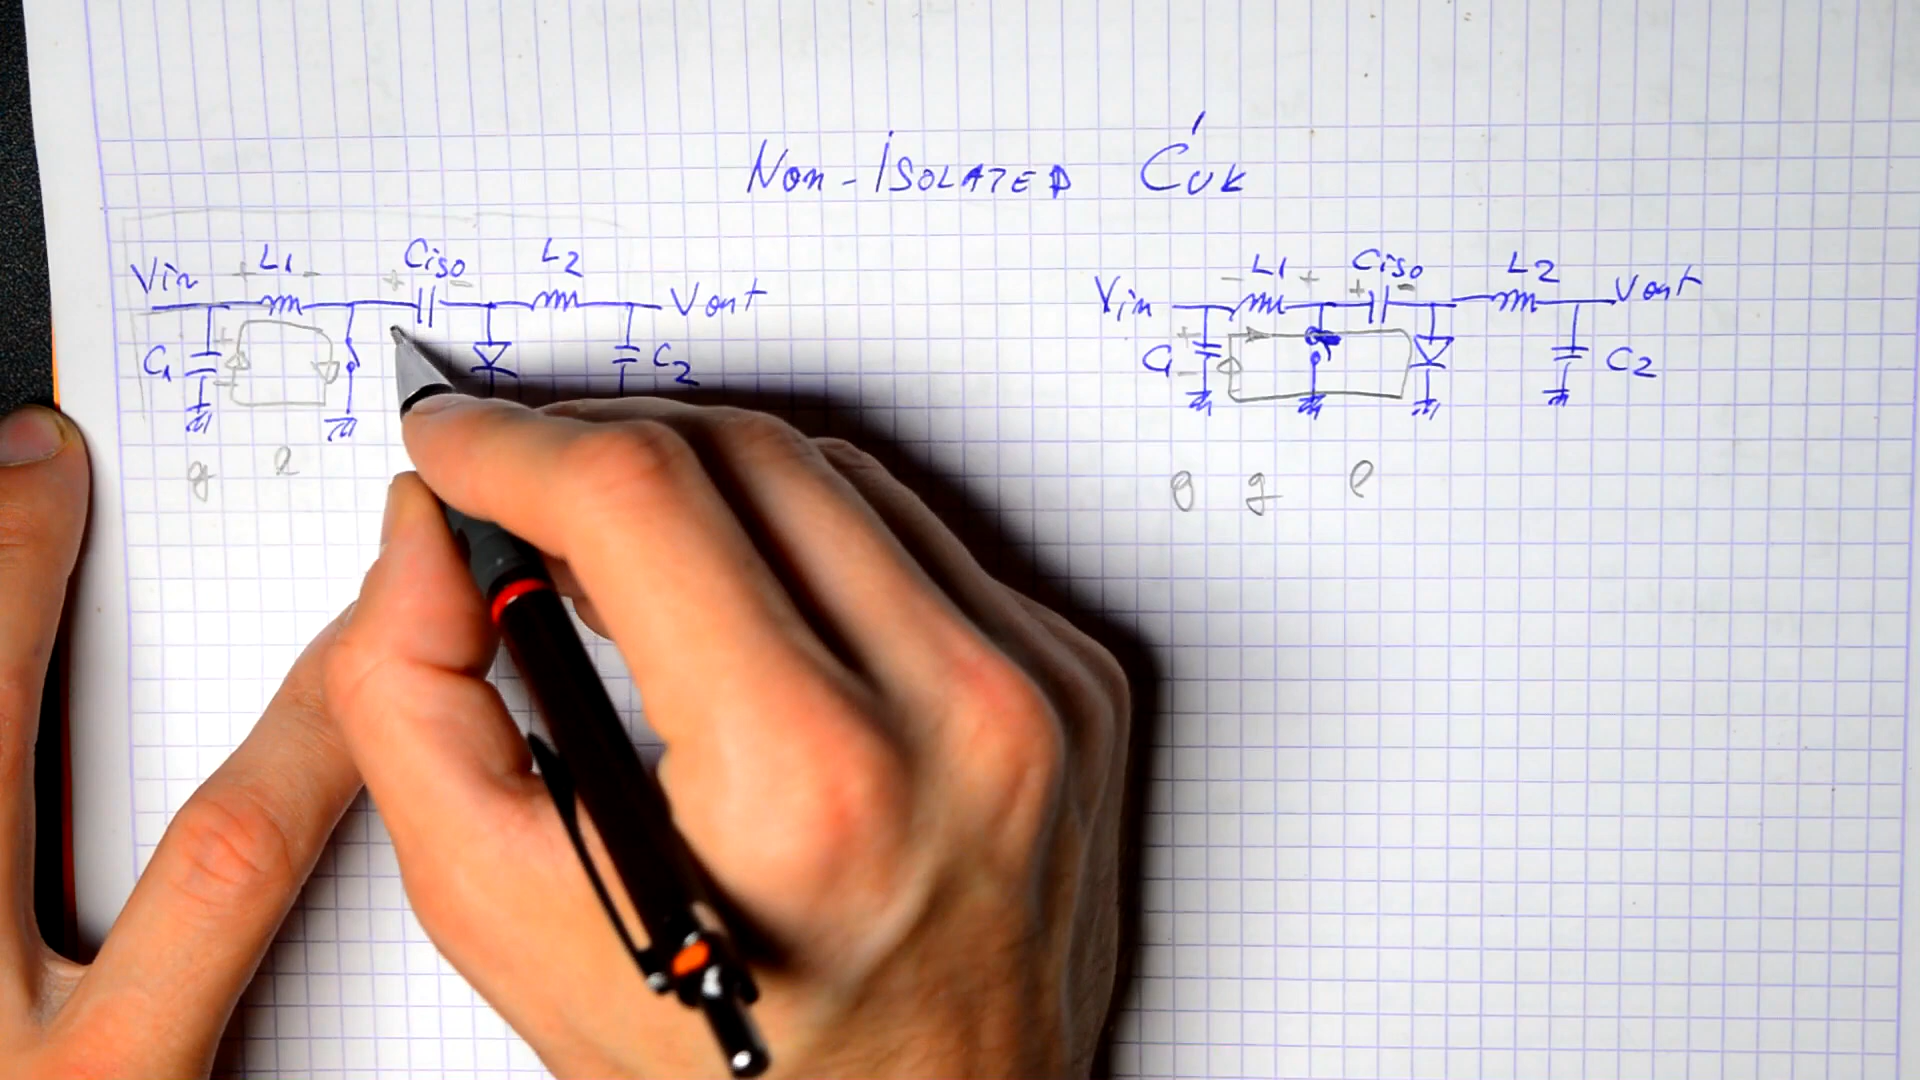 Non-Isolated Ćuk
Vin + L1 - + Ciso - L2 Vout
C1 + - C2
g e
Vin - L1 + Ciso + - L2 Vout
C1 + - C2
g g e